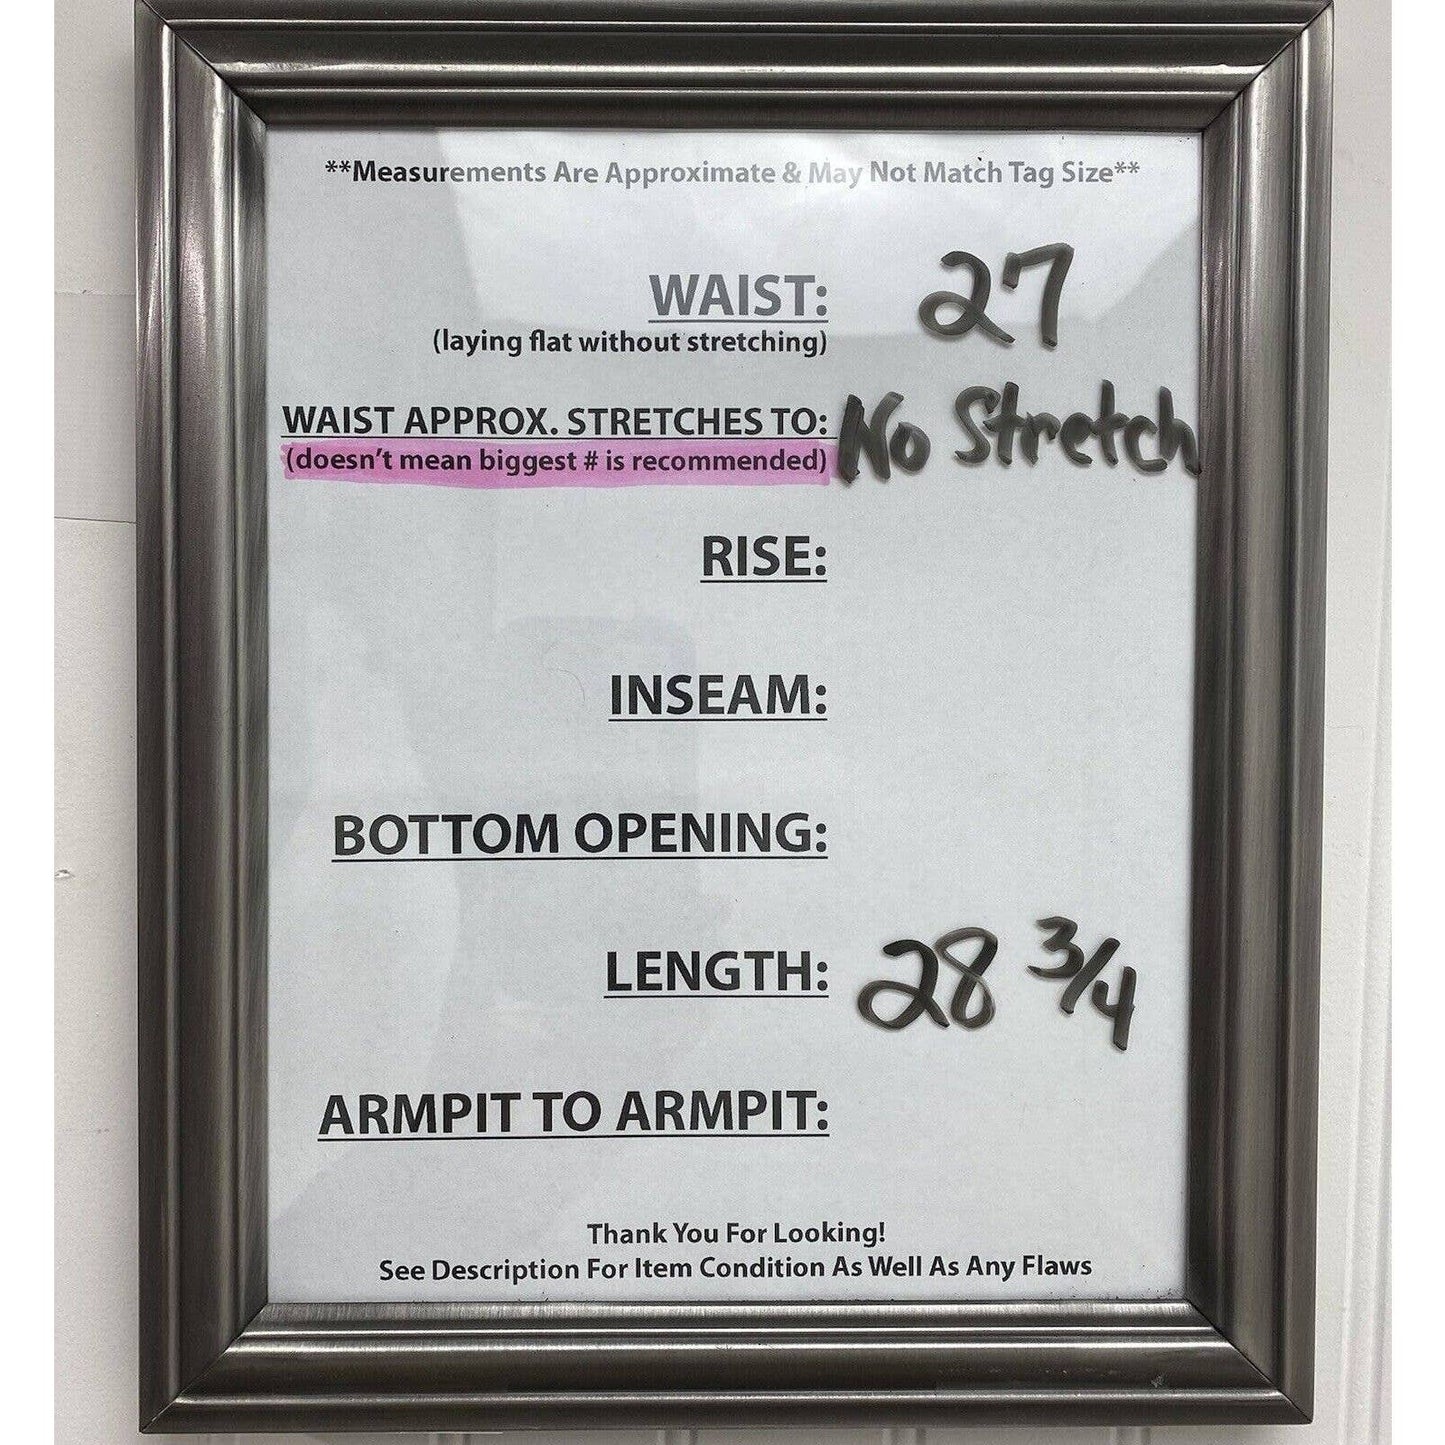 **Measurements Are Approximate & May Not Match Tag Size**
WAIST: 27
(laying flat without stretching)
WAIST APPROX. STRETCHES TO: No Stretch
(doesn't mean biggest # is recommended)
RISE:
INSEAM:
BOTTOM OPENING:
LENGTH: 28 3/4
ARMPIT TO ARMPIT:
Thank You For Looking!
See Description For Item Condition As Well As Any Flaws